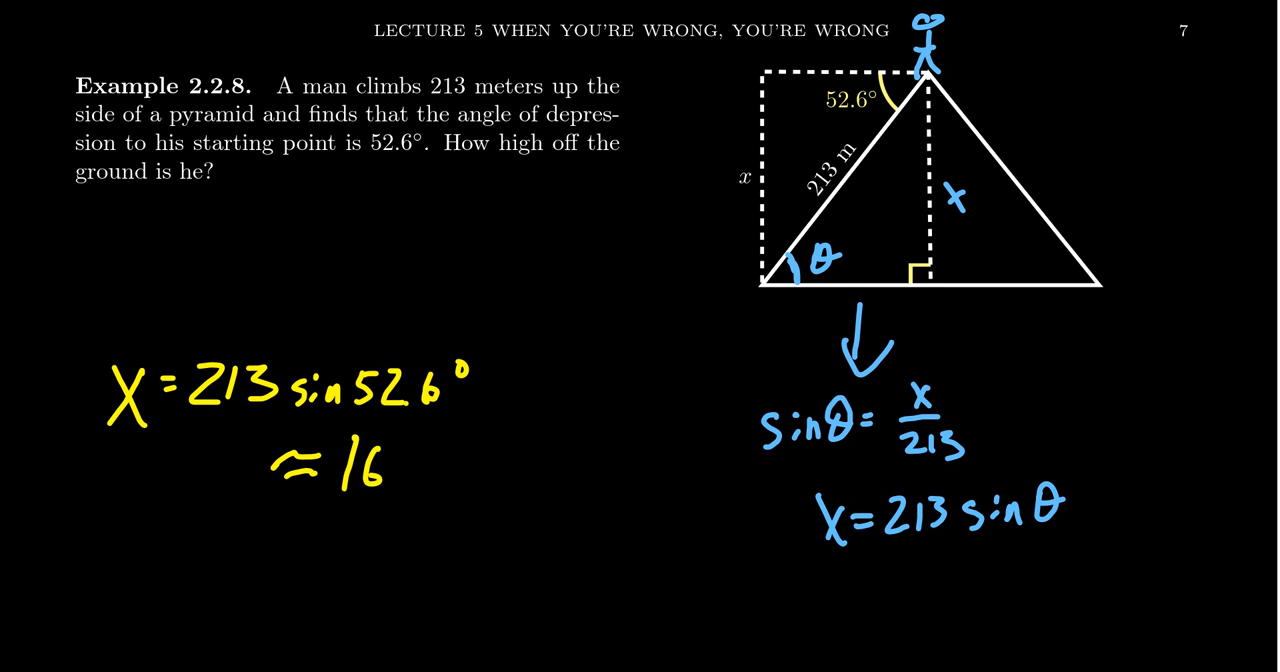 LECTURE 5 WHEN YOU'RE WRONG, YOU'RE WRONG 7
Example 2.2.8. A man climbs 213 meters up the
side of a pyramid and finds that the angle of depres-
sion to his starting point is 52.6°. How high off the
ground is he?
52.6°
213 m
x
x
θ
x = 213 sin 52.6°
≈ 16
sin θ = x/213
x = 213 sin θ